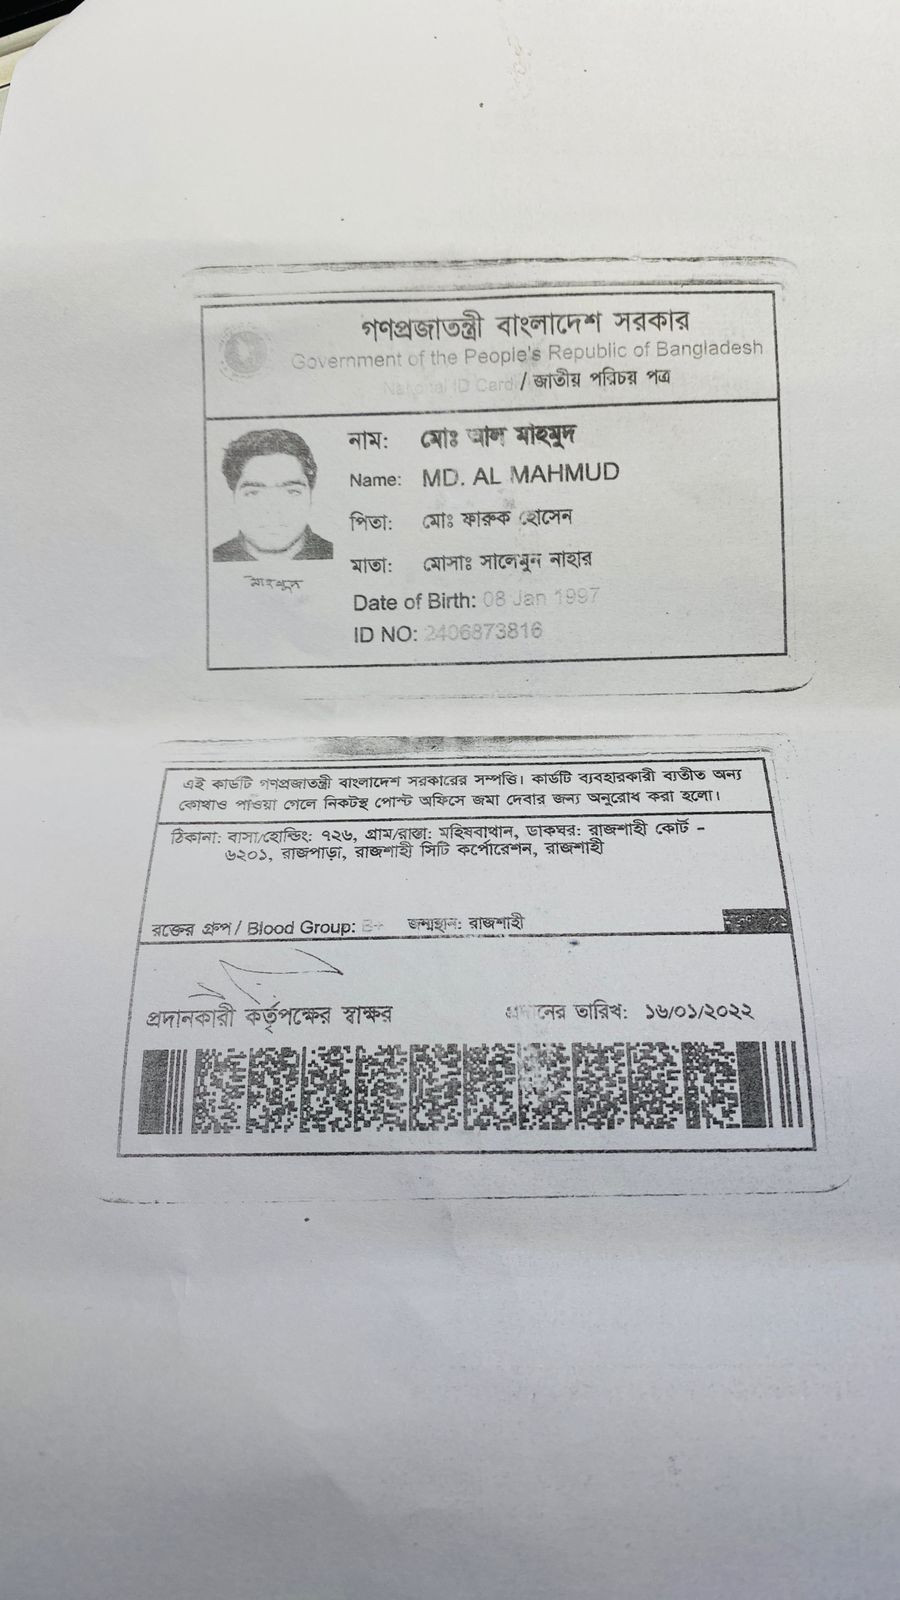 গণপ্রজাতন্ত্রী বাংলাদেশ সরকার
Government of the People's Republic of Bangladesh
National ID Card / জাতীয় পরিচয় পত্র
নাম: মোঃ আল মাহমুদ
Name: MD. AL MAHMUD
পিতা: মোঃ ফারুক হোসেন
মাতা: মোসাঃ সালেমুন নাহার
মাহমুদ
Date of Birth: 08 Jan 1997
ID NO: 2406873816
এই কার্ডটি গণপ্রজাতন্ত্রী বাংলাদেশ সরকারের সম্পত্তি। কার্ডটি ব্যবহারকারী ব্যতীত অন্য
কোথাও পাওয়া গেলে নিকটস্থ পোস্ট অফিসে জমা দেবার জন্য অনুরোধ করা হলো।
ঠিকানা: বাসা/হোল্ডিং: ৭২৬, গ্রাম/রাস্তা: মহিষবাথান, ডাকঘর: রাজশাহী কোর্ট -
৬২০১, রাজপাড়া, রাজশাহী সিটি কর্পোরেশন, রাজশাহী
রক্তের গ্রুপ / Blood Group: B+ জন্মস্থান: রাজশাহী
প্রদানকারী কর্তৃপক্ষের স্বাক্ষর প্রদানের তারিখ: ১৬/০১/২০২২